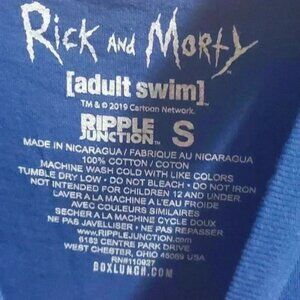 Rick and Morty
[adult swim]
TM & © 2019 Cartoon Network.
RIPPLE
JUNCTION S
MADE IN NICARAGUA / FABRIQUE AU NICARAGUA
100% COTTON / COTON
MACHINE WASH COLD WITH LIKE COLORS
TUMBLE DRY LOW • DO NOT BLEACH • DO NOT IRON
NOT INTENDED FOR CHILDREN 12 AND UNDER.
LAVER A LA MACHINE A L'EAU FROIDE
AVEC COULEURS SIMILAIRES
SECHER A LA MACHINE CYCLE DOUX
NE PAS JAVELLISER • NE PAS REPASSER
www.RippleJunction.com
6183 CENTRE PARK DRIVE
WEST CHESTER, OHIO 45069 USA
RN#110927
BOXLUNCH.COM